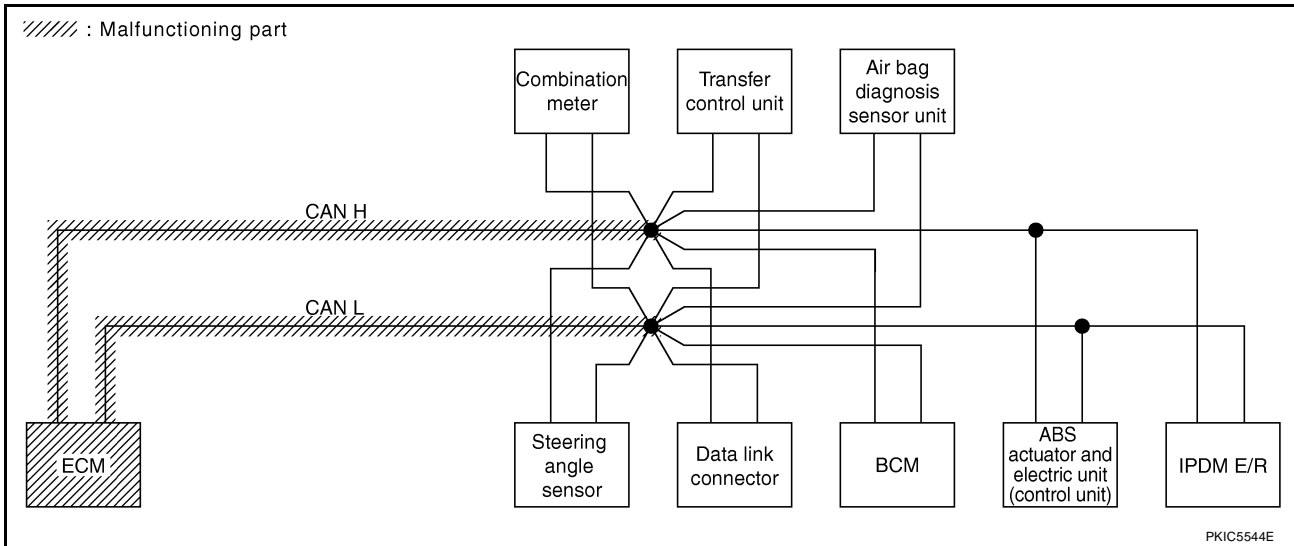 : Malfunctioning part
Combination
meter
Transfer
control unit
Air bag
diagnosis
sensor unit
CAN H
CAN L
ECM
Steering
angle
sensor
Data link
connector
BCM
ABS
actuator and
electric unit
(control unit)
IPDM E/R
PKIC5544E